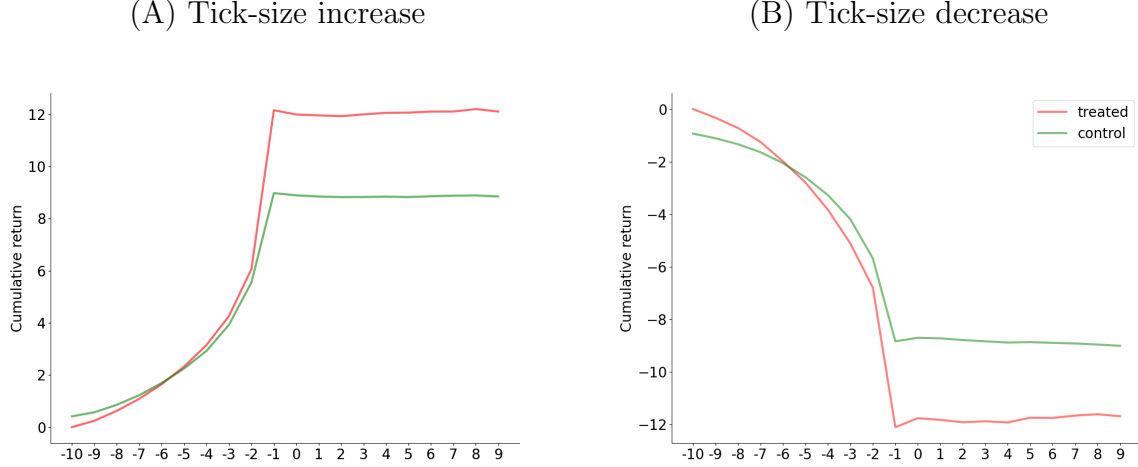 (A) Tick-size increase
Cumulative return
12
10
8
6
4
2
0
-10 -9 -8 -7 -6 -5 -4 -3 -2 -1 0 1 2 3 4 5 6 7 8 9
(B) Tick-size decrease
Cumulative return
0
−2
−4
−6
−8
−10
−12
treated
control
-10 -9 -8 -7 -6 -5 -4 -3 -2 -1 0 1 2 3 4 5 6 7 8 9